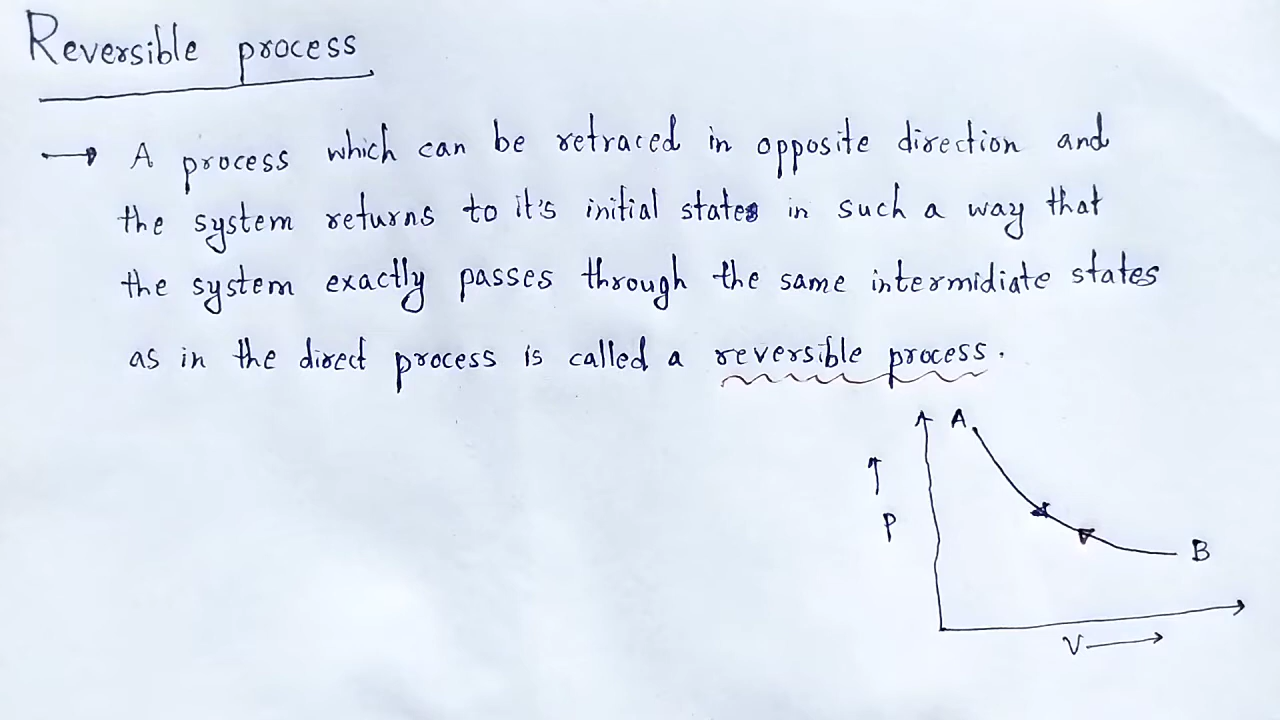 Reversible process
→ A process which can be retraced in opposite direction and
the system returns to it's initial states in such a way that
the system exactly passes through the same intermidiate states
as in the direct process is called a reversible process.
A
↑
P
B
V →